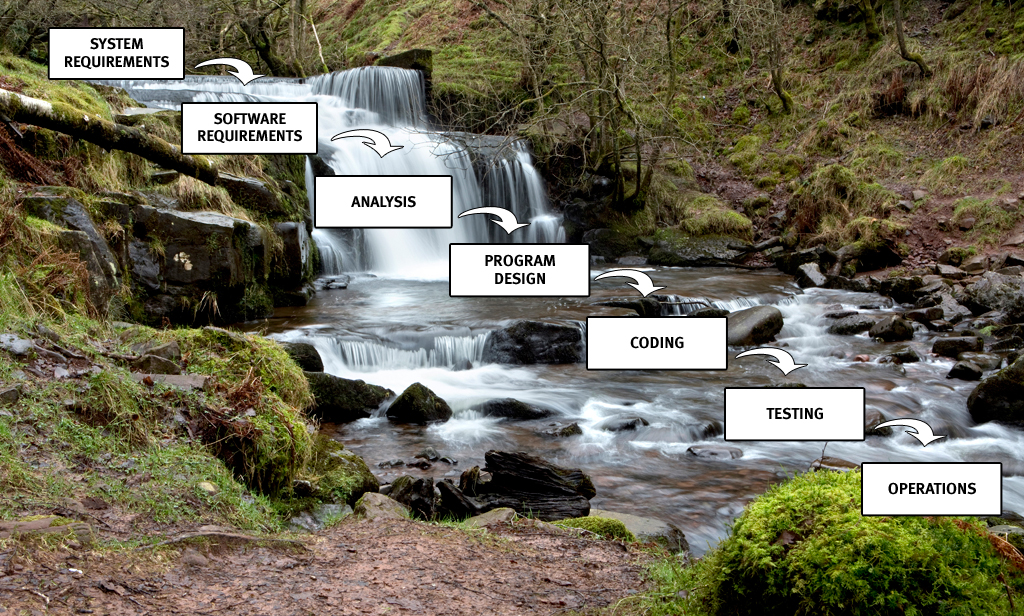 SYSTEM
REQUIREMENTS
SOFTWARE
REQUIREMENTS
ANALYSIS
PROGRAM
DESIGN
CODING
TESTING
OPERATIONS